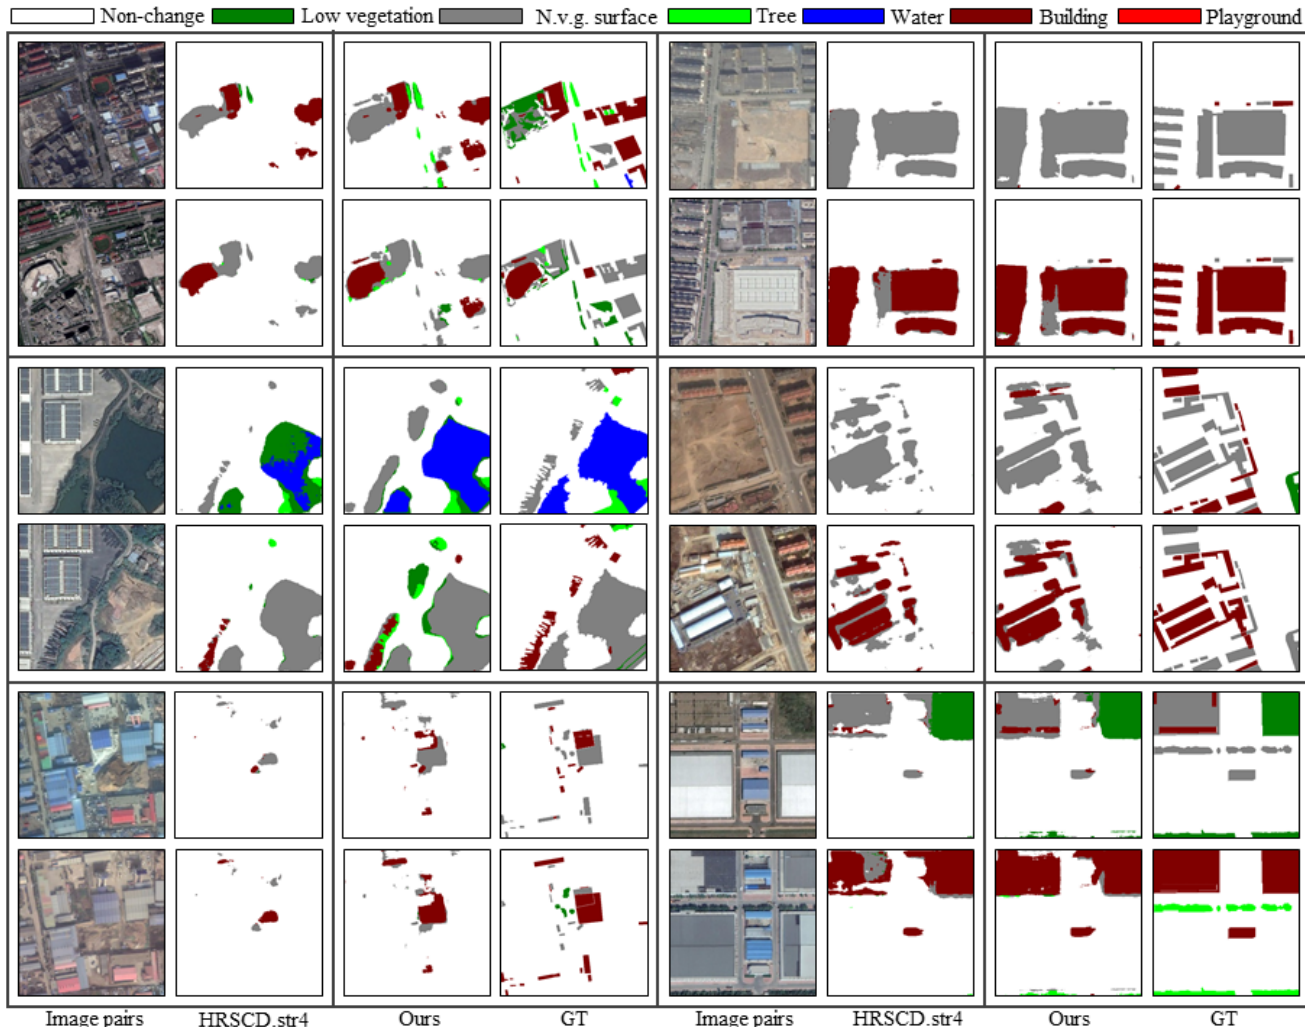 Non-change Low vegetation N.v.g. surface Tree Water Building Playground
Image pairs HRSCD.str4 Ours GT Image pairs HRSCD.str4 Ours GT